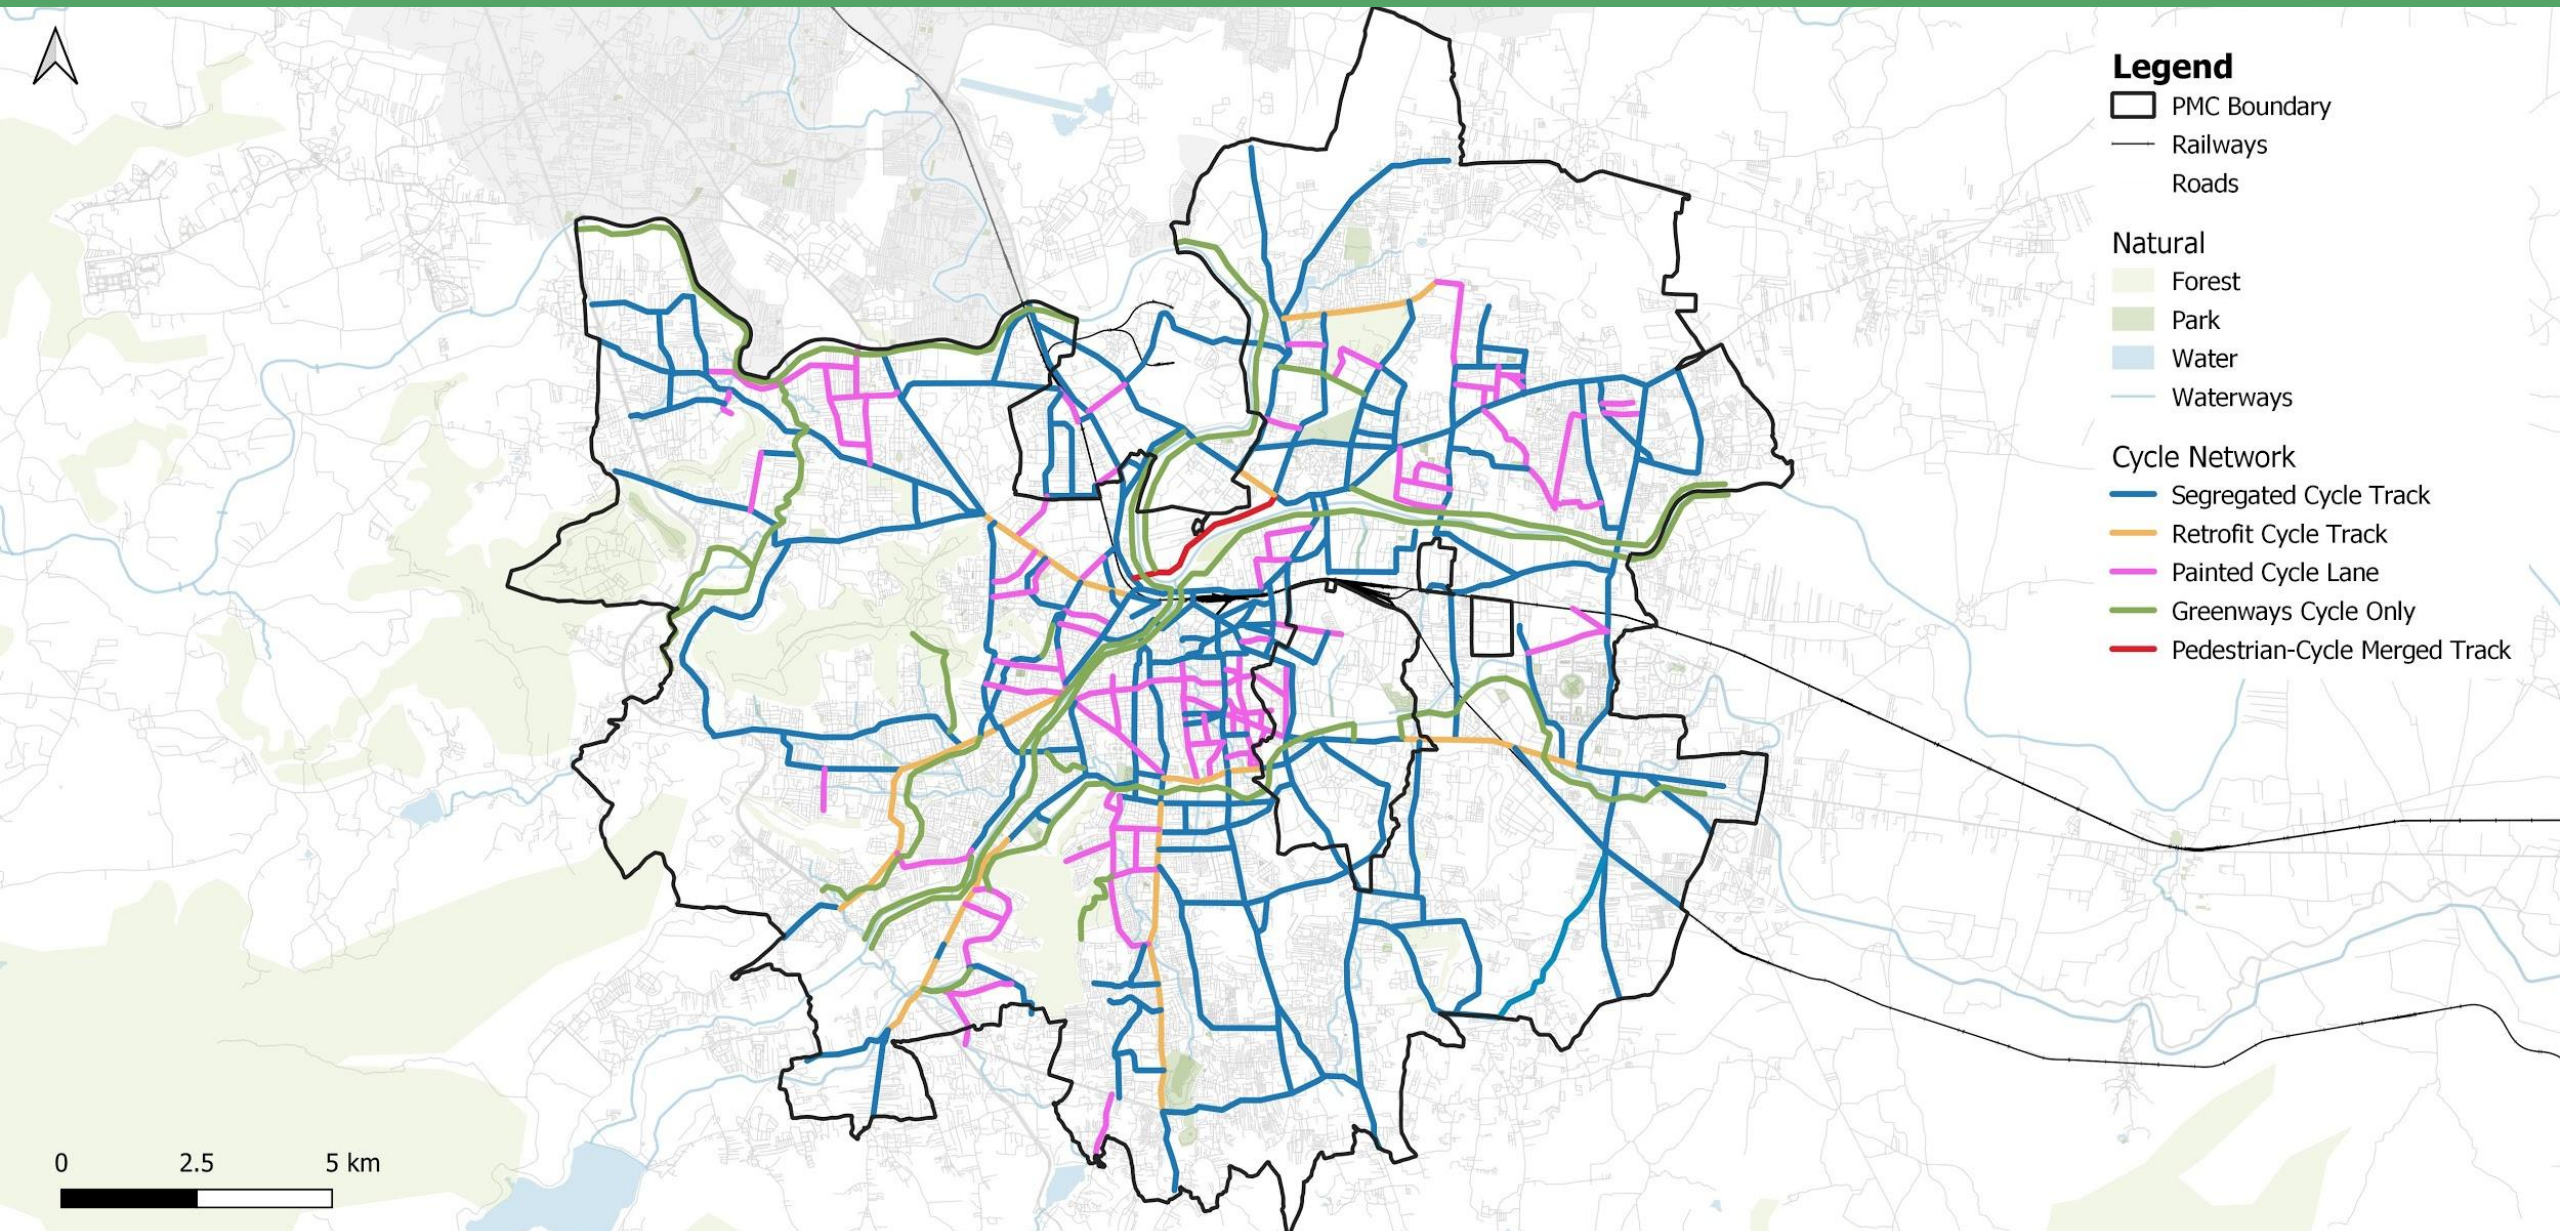 Legend
PMC Boundary
Railways
Roads
Natural
Forest
Park
Water
Waterways
Cycle Network
Segregated Cycle Track
Retrofit Cycle Track
Painted Cycle Lane
Greenways Cycle Only
Pedestrian-Cycle Merged Track
0 2.5 5 km